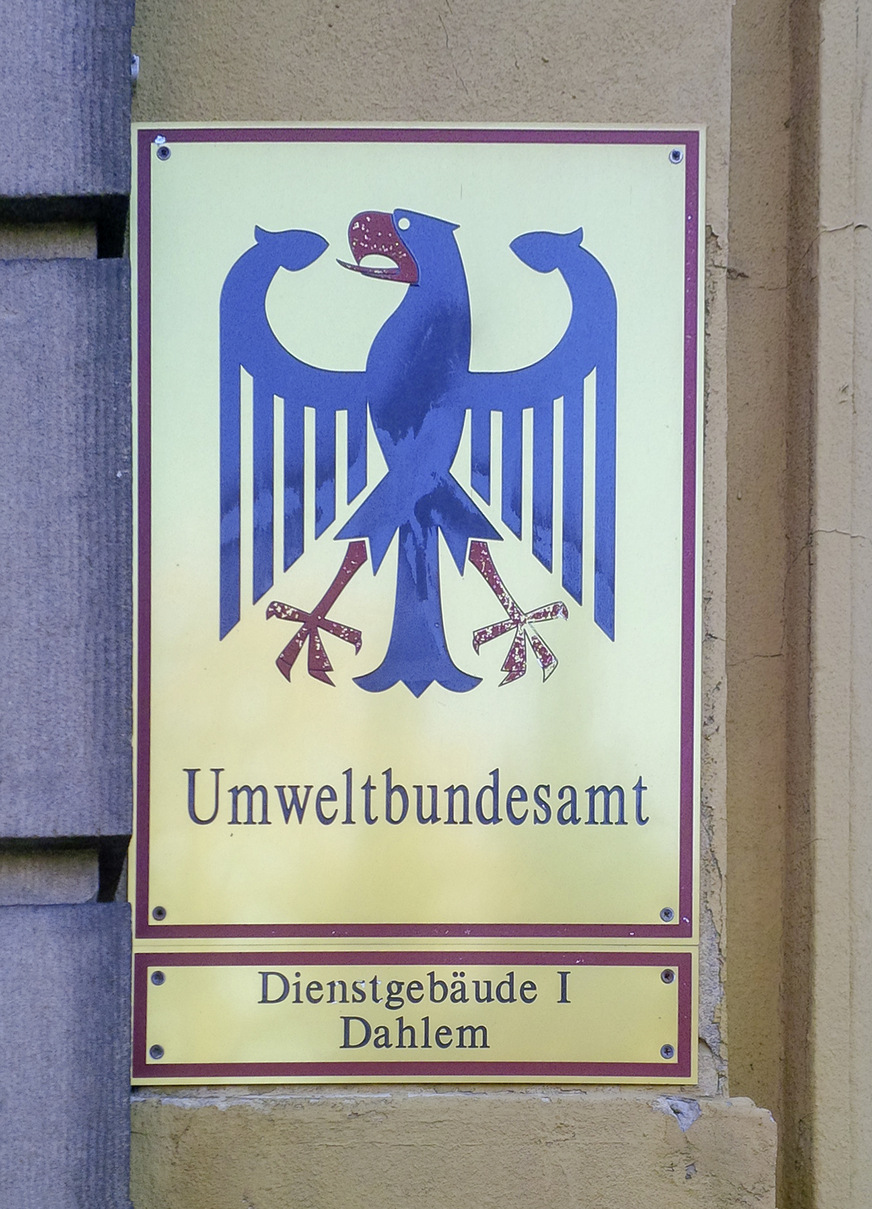 Umweltbundesamt
Dienstgebäude I
Dahlem